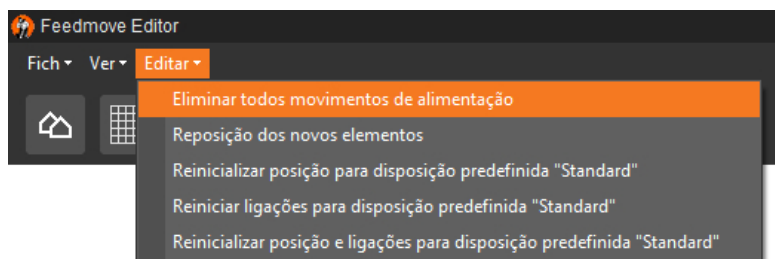 Feedmove Editor
Fich Ver Editar
Eliminar todos movimentos de alimentação
Reposição dos novos elementos
Reinicializar posição para disposição predefinida "Standard"
Reiniciar ligações para disposição predefinida "Standard"
Reinicializar posição e ligações para disposição predefinida "Standard"